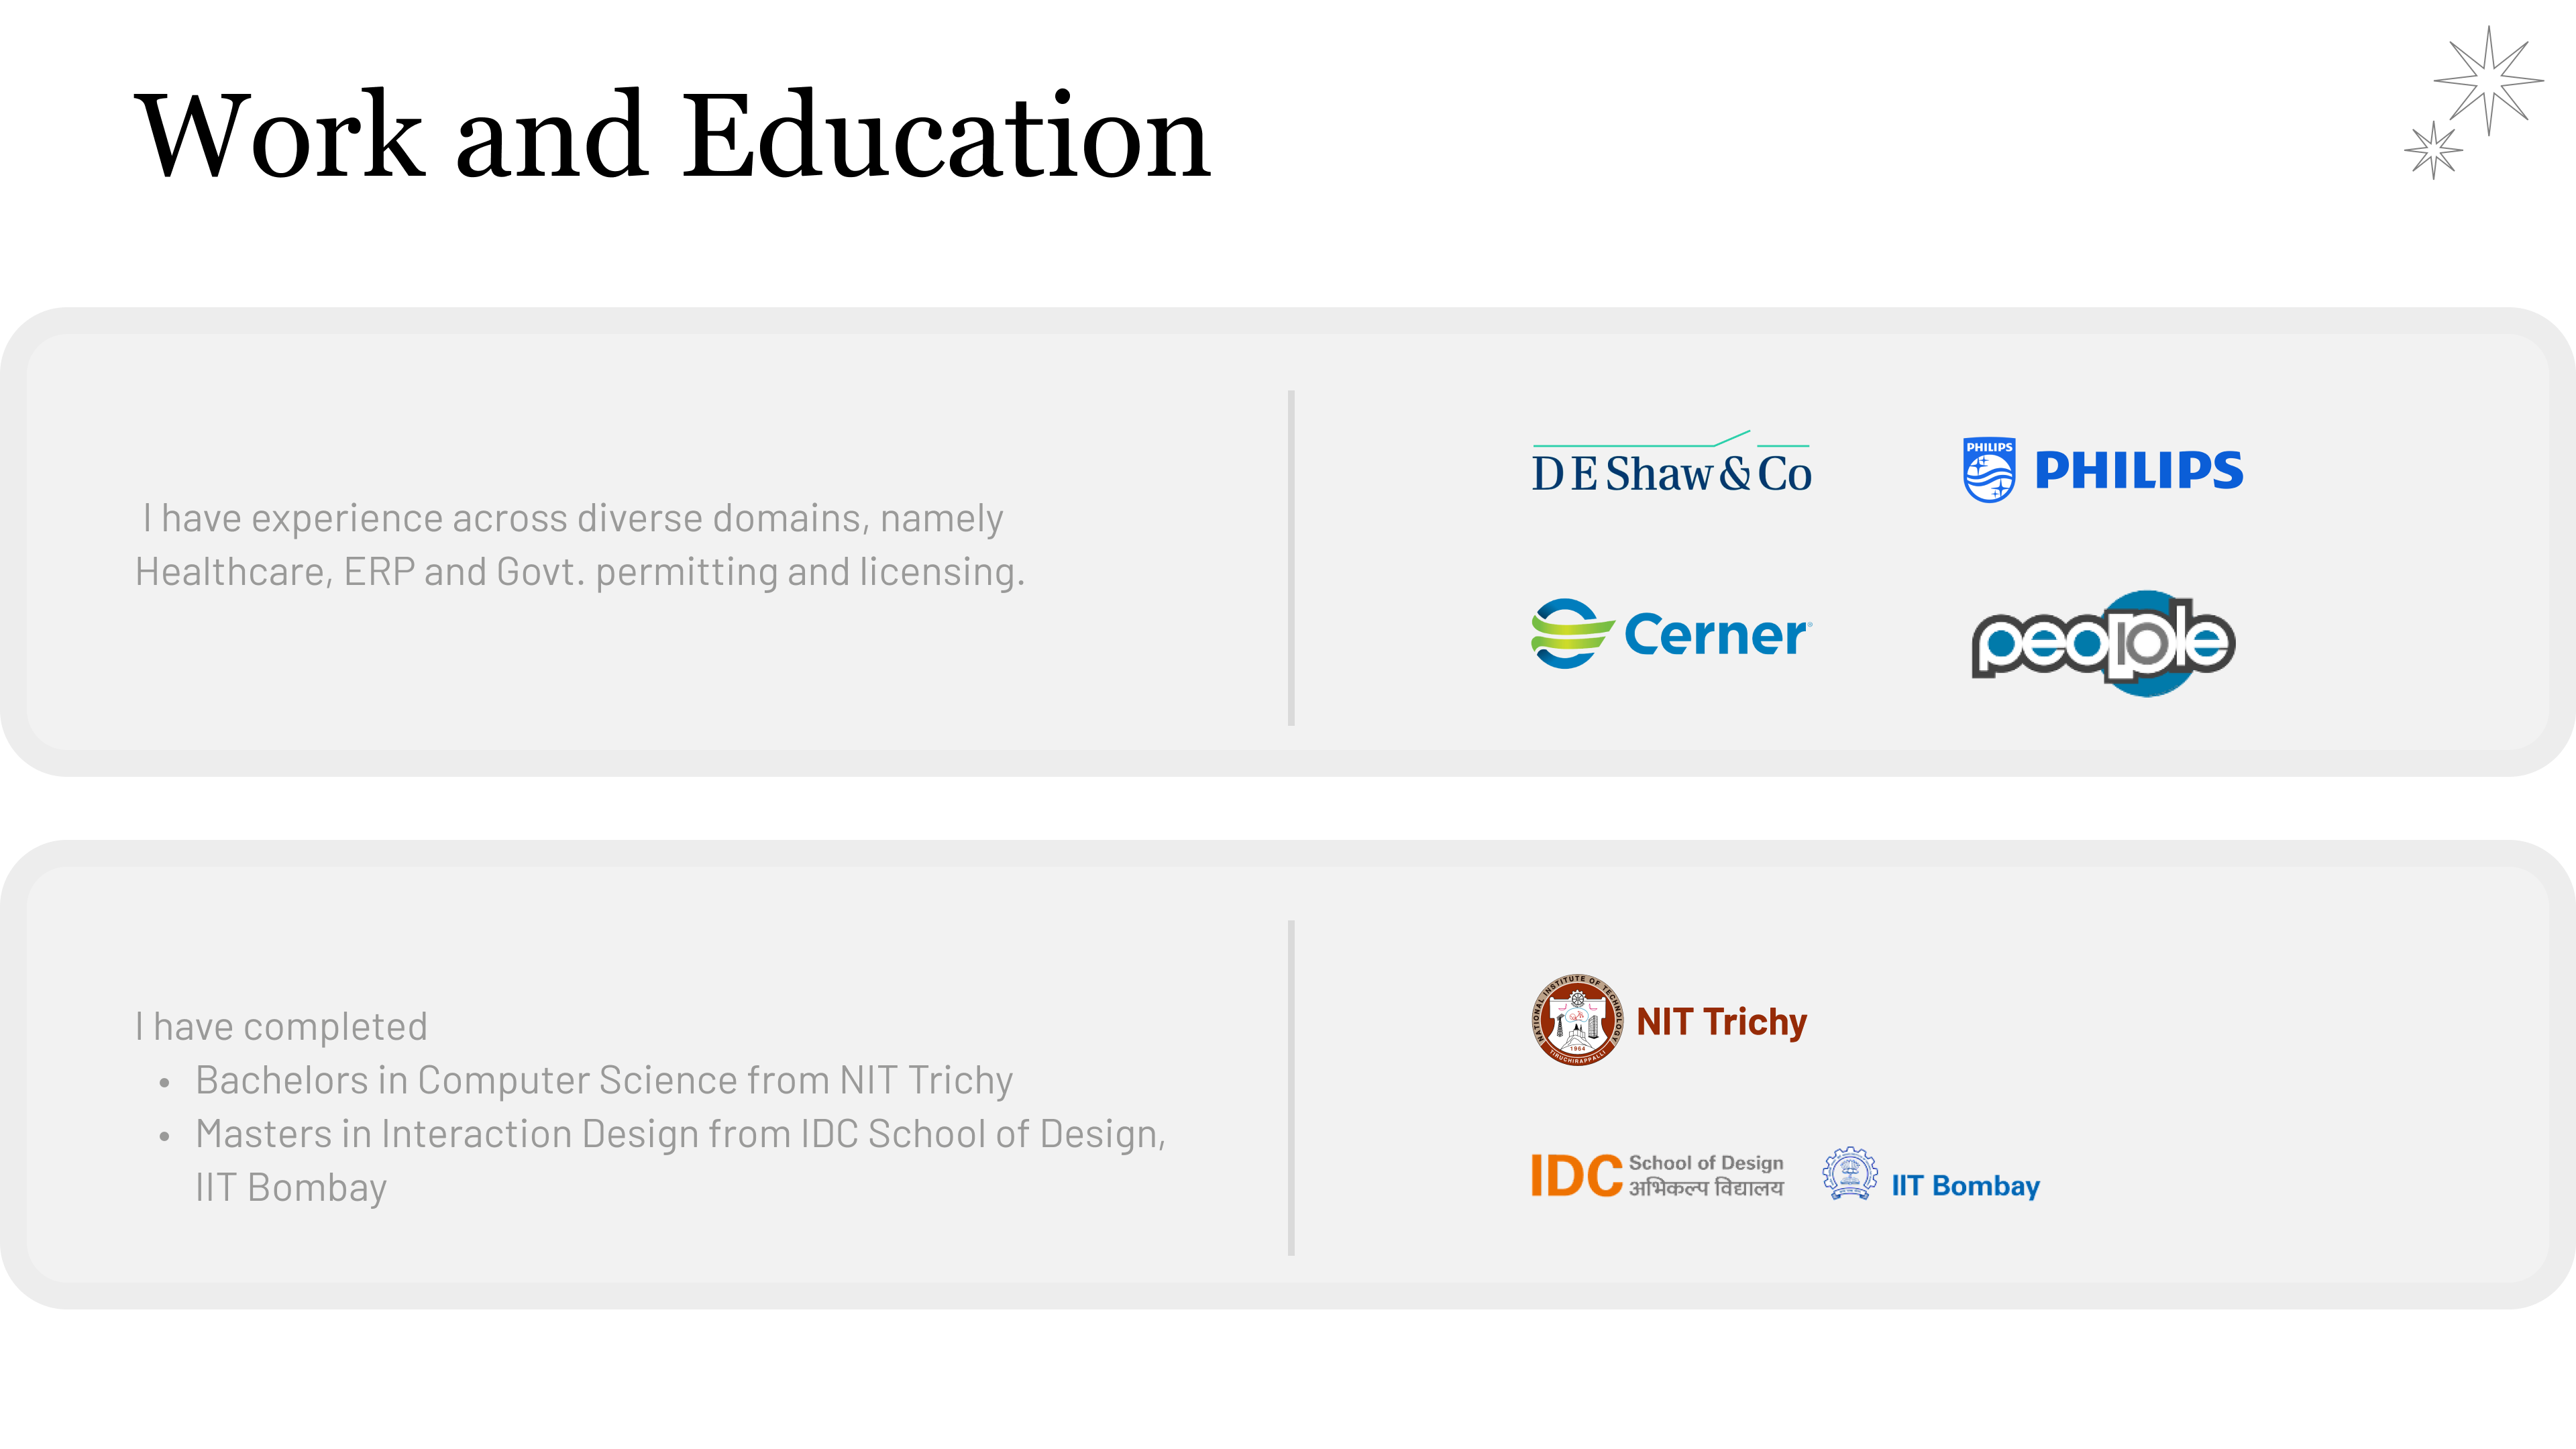 Work and Education
I have experience across diverse domains, namely
Healthcare, ERP and Govt. permitting and licensing.
D E Shaw & Co
PHILIPS
PHILIPS
Cerner
people
I have completed
• Bachelors in Computer Science from NIT Trichy
• Masters in Interaction Design from IDC School of Design,
IIT Bombay
NATIONAL INSTITUTE OF TECHNOLOGY
1964
TIRUCHIRAPPALLI
NIT Trichy
IDC School of Design
अभिकल्प विद्यालय
IIT Bombay